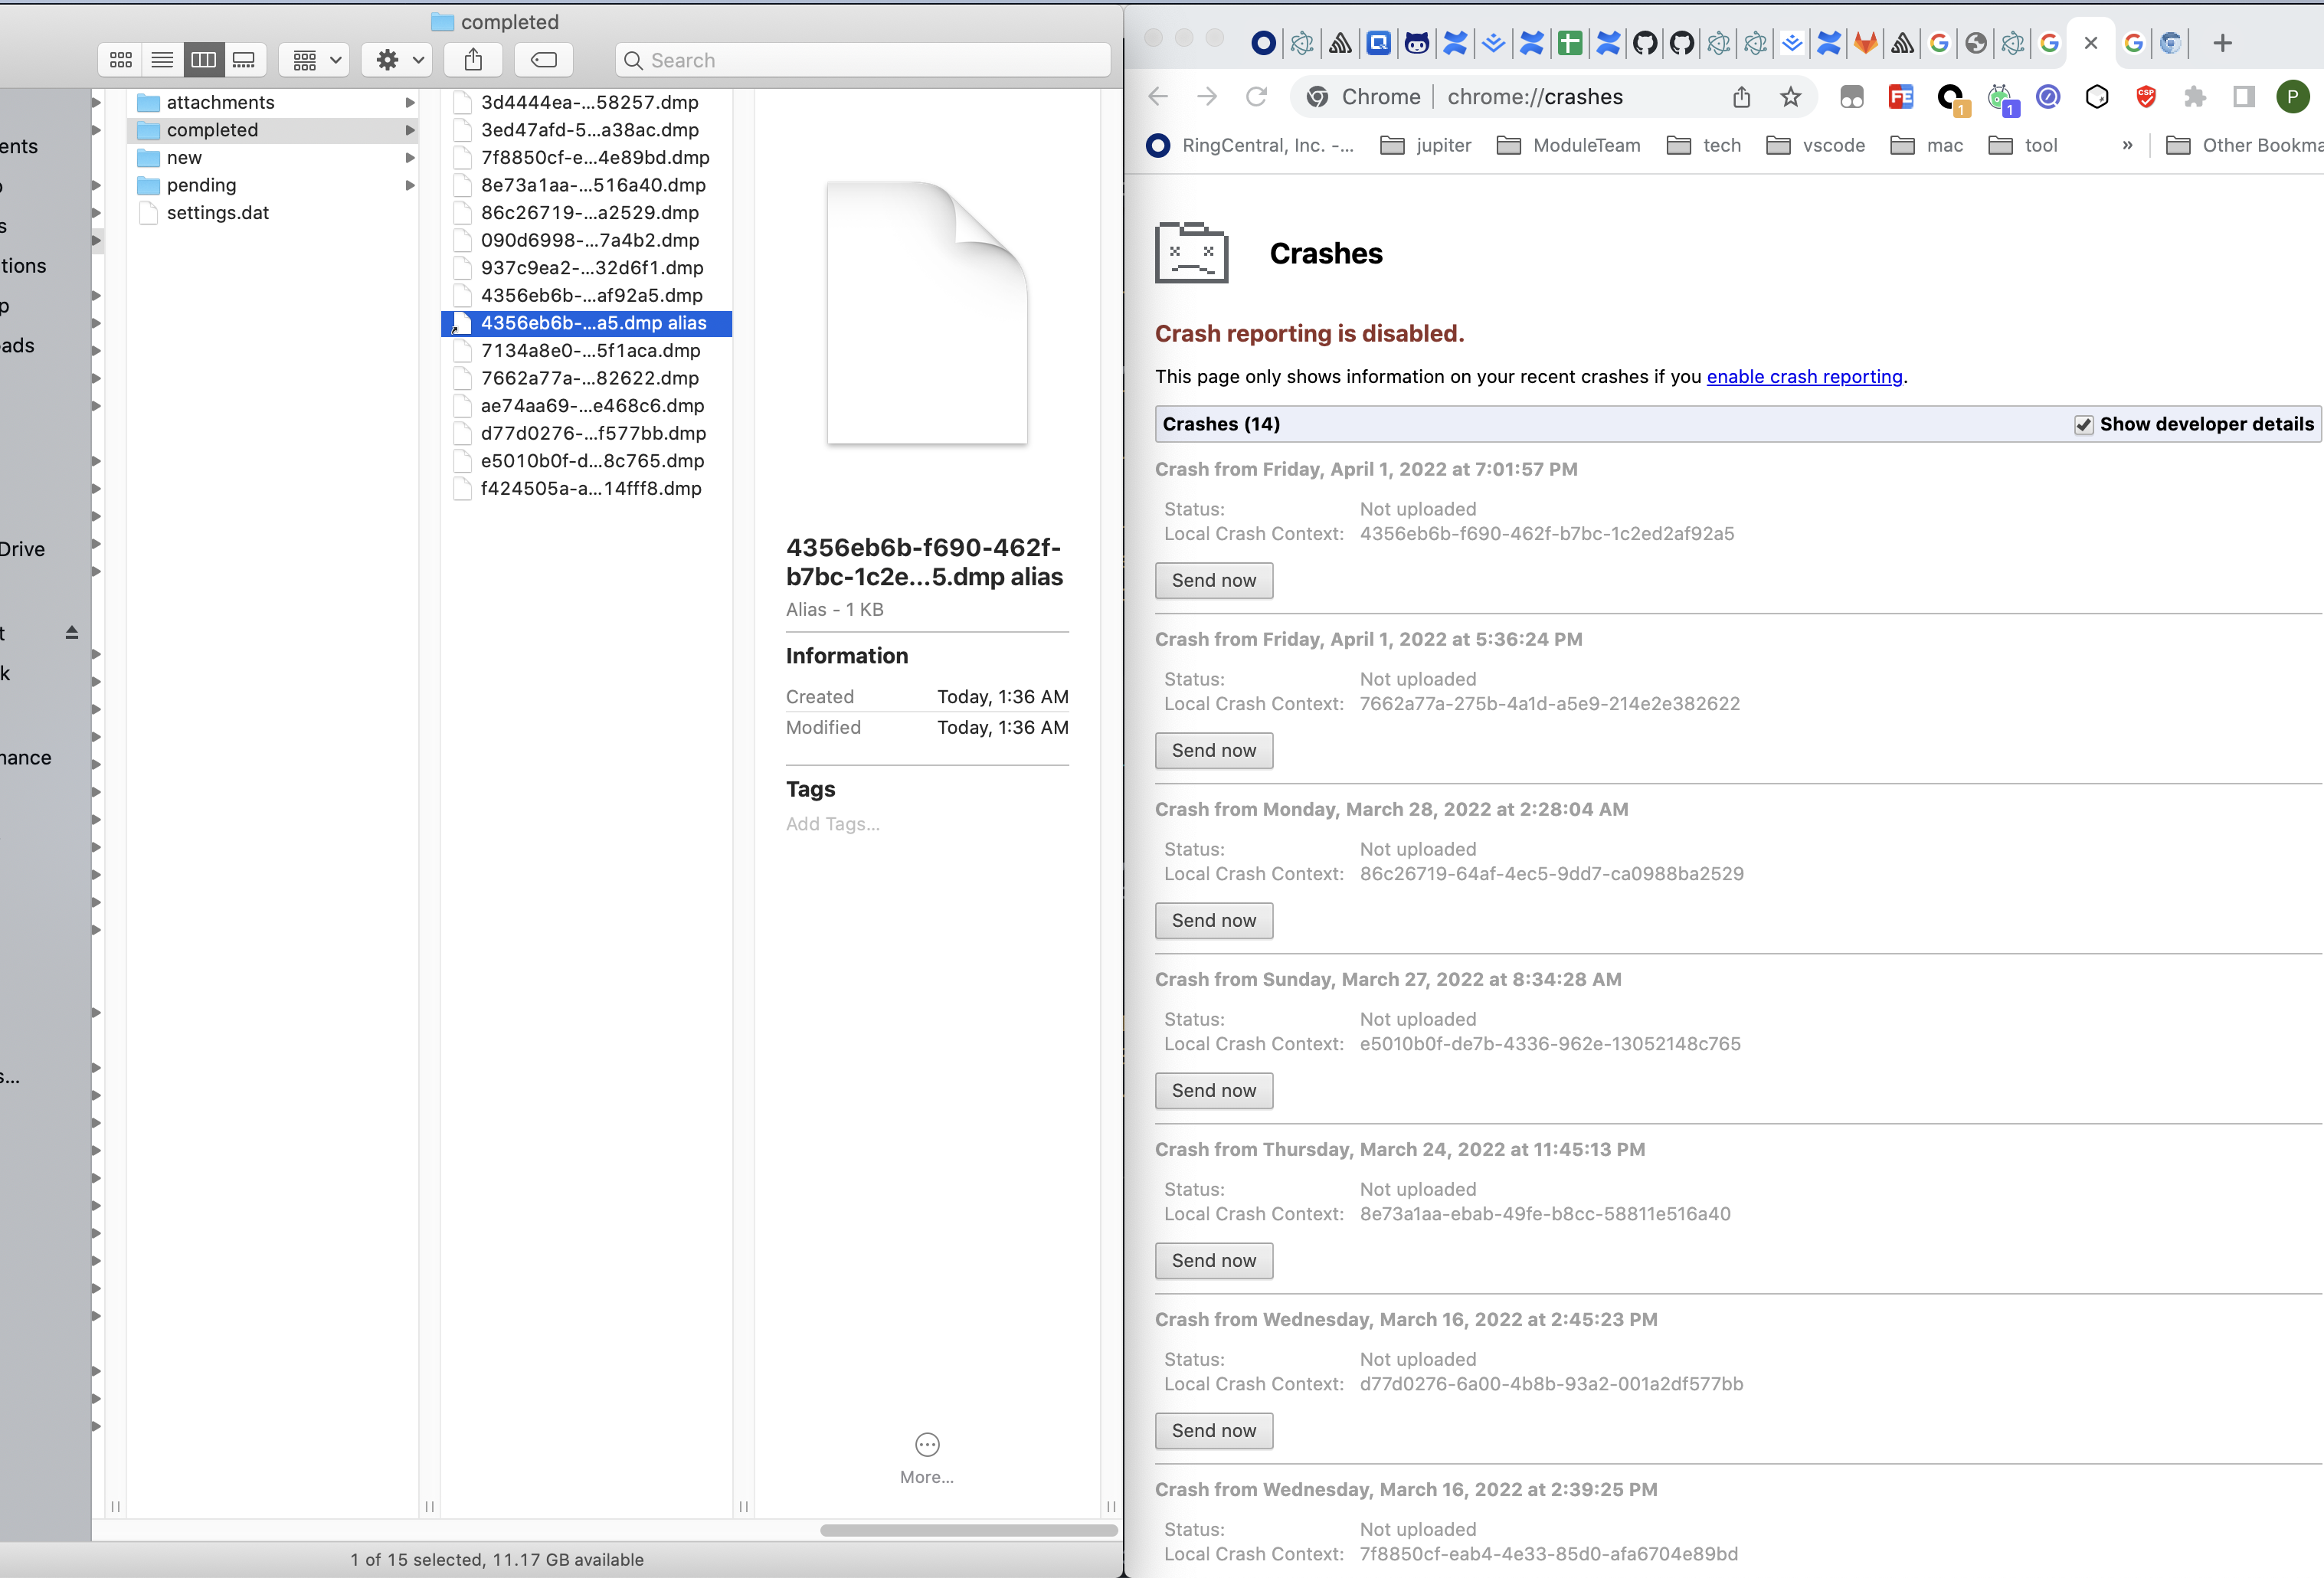 completed
Search
ents
s
tions
p
ads
Drive
t
k
nance
s...
attachments
completed
new
pending
settings.dat
3d4444ea-...58257.dmp
3ed47afd-5...a38ac.dmp
7f8850cf-e...4e89bd.dmp
8e73a1aa-...516a40.dmp
86c26719-...a2529.dmp
090d6998-...7a4b2.dmp
937c9ea2-...32d6f1.dmp
4356eb6b-...af92a5.dmp
4356eb6b-...a5.dmp alias
7134a8e0-...5f1aca.dmp
7662a77a-...82622.dmp
ae74aa69-...e468c6.dmp
d77d0276-...f577bb.dmp
e5010b0f-d...8c765.dmp
f424505a-a...14fff8.dmp
4356eb6b-f690-462f-
b7bc-1c2e...5.dmp alias
Alias - 1 KB
Information
Created Today, 1:36 AM
Modified Today, 1:36 AM
Tags
Add Tags...
More...
1 of 15 selected, 11.17 GB available
Chrome chrome://crashes
FE 1 1 CSP P
RingCentral, Inc. -... jupiter ModuleTeam tech vscode mac tool » Other Bookma
Crashes
Crash reporting is disabled.
This page only shows information on your recent crashes if you enable crash reporting.
Crashes (14) Show developer details
Crash from Friday, April 1, 2022 at 7:01:57 PM
Status: Not uploaded
Local Crash Context: 4356eb6b-f690-462f-b7bc-1c2ed2af92a5
Send now
Crash from Friday, April 1, 2022 at 5:36:24 PM
Status: Not uploaded
Local Crash Context: 7662a77a-275b-4a1d-a5e9-214e2e382622
Send now
Crash from Monday, March 28, 2022 at 2:28:04 AM
Status: Not uploaded
Local Crash Context: 86c26719-64af-4ec5-9dd7-ca0988ba2529
Send now
Crash from Sunday, March 27, 2022 at 8:34:28 AM
Status: Not uploaded
Local Crash Context: e5010b0f-de7b-4336-962e-13052148c765
Send now
Crash from Thursday, March 24, 2022 at 11:45:13 PM
Status: Not uploaded
Local Crash Context: 8e73a1aa-ebab-49fe-b8cc-58811e516a40
Send now
Crash from Wednesday, March 16, 2022 at 2:45:23 PM
Status: Not uploaded
Local Crash Context: d77d0276-6a00-4b8b-93a2-001a2df577bb
Send now
Crash from Wednesday, March 16, 2022 at 2:39:25 PM
Status: Not uploaded
Local Crash Context: 7f8850cf-eab4-4e33-85d0-afa6704e89bd